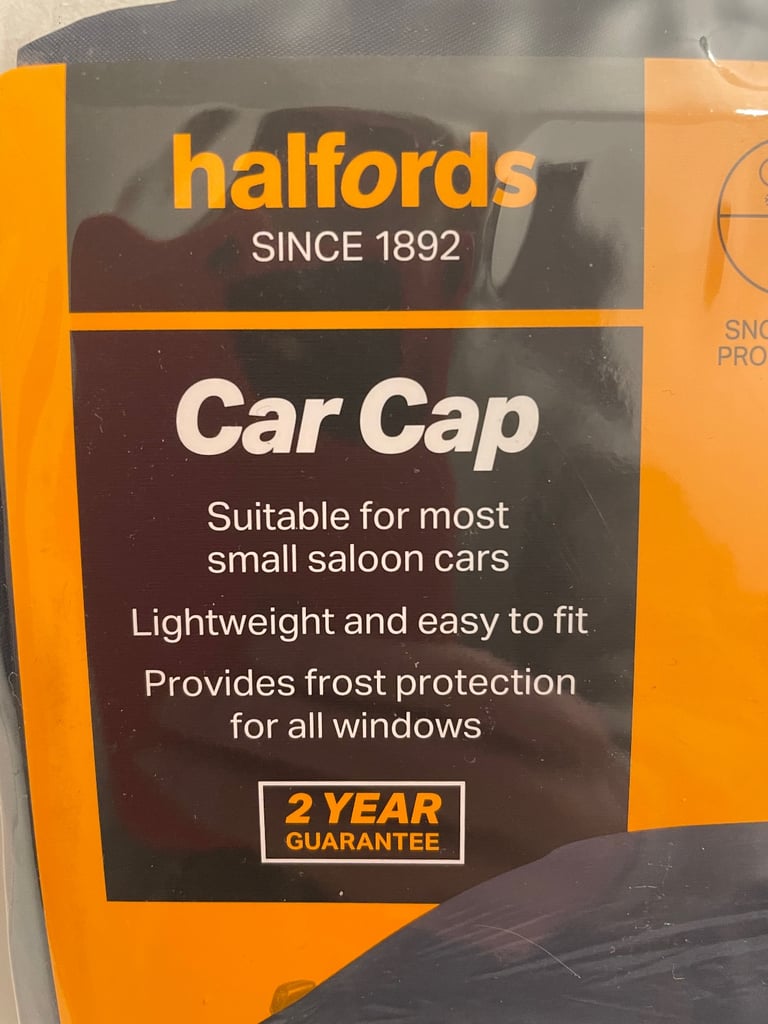 halfords
SINCE 1892
Car Cap
Suitable for most
small saloon cars
Lightweight and easy to fit
Provides frost protection
for all windows
2 YEAR
GUARANTEE